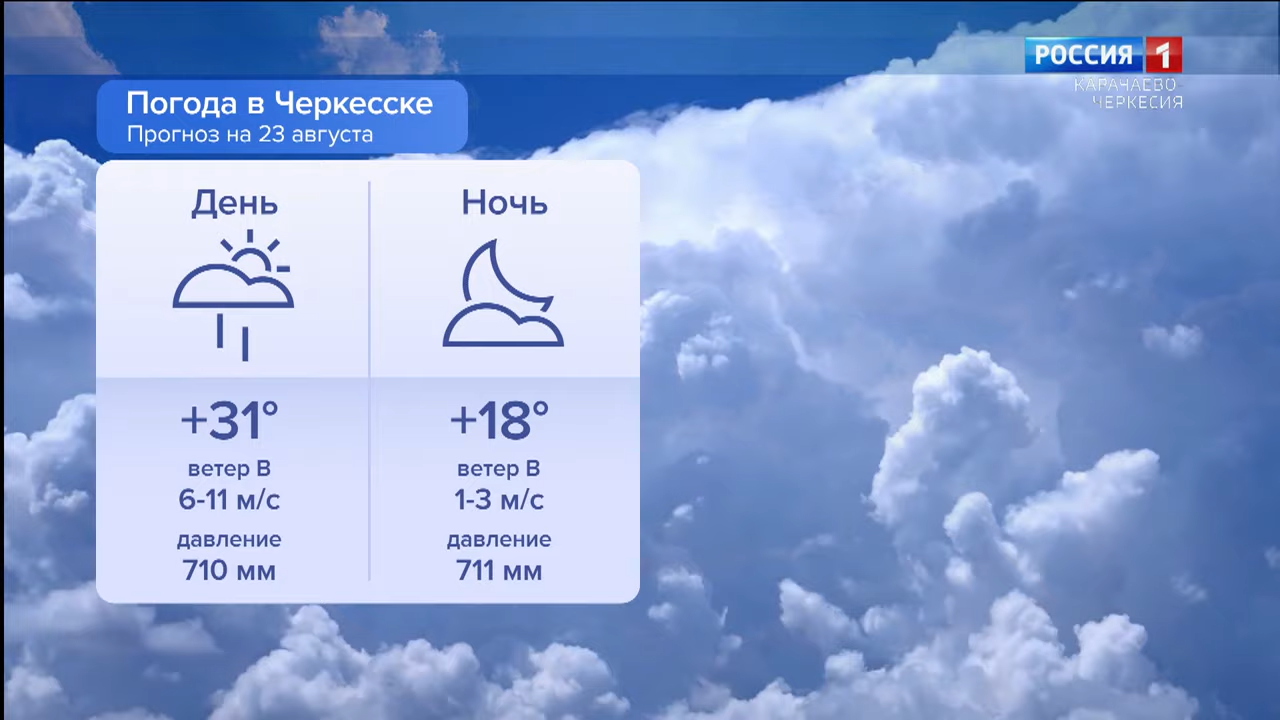 РОССИЯ 1
КАРАЧАЕВО-
ЧЕРКЕСИЯ
Погода в Черкесске
Прогноз на 23 августа
День
Ночь
+31°
+18°
ветер В
ветер В
6-11 м/с
1-3 м/с
давление
давление
710 мм
711 мм